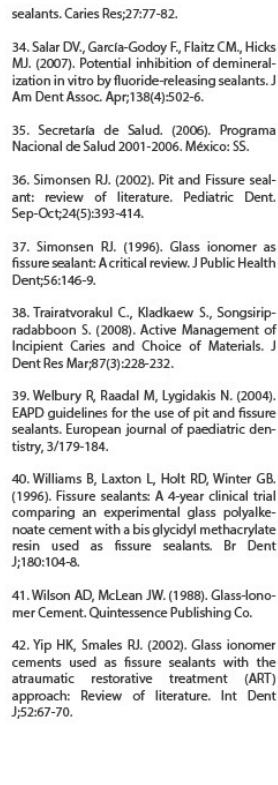 sealants. Caries Res;27:77-82.
34. Salar DV., García-Godoy F., Flaitz CM., Hicks
MJ. (2007). Potential inhibition of demineral-
ization in vitro by fluoride-releasing sealants. J
Am Dent Assoc. Apr;138(4):502-6.
35. Secretaría de Salud. (2006). Programa
Nacional de Salud 2001-2006. México: SS.
36. Simonsen RJ. (2002). Pit and Fissure seal-
ant: review of literature. Pediatric Dent.
Sep-Oct;24(5):393-414.
37. Simonsen RJ. (1996). Glass ionomer as
fissure sealant: A critical review. J Public Health
Dent;56:146-9.
38. Trairatvorakul C., Kladkaew S., Songsirip-
radabboon S. (2008). Active Management of
Incipient Caries and Choice of Materials. J
Dent Res Mar;87(3):228-232.
39. Welbury R, Raadal M, Lygidakis N. (2004).
EAPD guidelines for the use of pit and fissure
sealants. European journal of paediatric den-
tistry, 3/179-184.
40. Williams B, Laxton L, Holt RD, Winter GB.
(1996). Fissure sealants: A 4-year clinical trial
comparing an experimental glass polyalke-
noate cement with a bis glycidyl methacrylate
resin used as fissure sealants. Br Dent
J;180:104-8.
41. Wilson AD, McLean JW. (1988). Glass-Iono-
mer Cement. Quintessence Publishing Co.
42. Yip HK, Smales RJ. (2002). Glass ionomer
cements used as fissure sealants with the
atraumatic restorative treatment (ART)
approach: Review of literature. Int Dent
J;52:67-70.